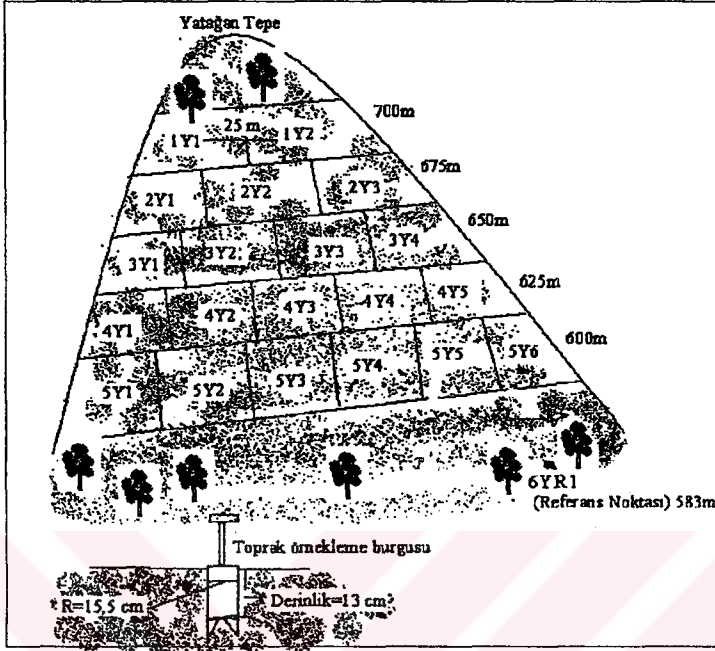 Yatağan Tepe
700m
25 m
1Y1 1Y2
675m
2Y1 2Y2 2Y3
650m
3Y1 3Y2 3Y3 3Y4
625m
4Y1 4Y2 4Y3 4Y4 4Y5
600m
5Y1 5Y2 5Y3 5Y4 5Y5 5Y6
6YR1
(Referans Noktası) 583m
Toprak örnekleme burgusu
R=15,5 cm Derinlik=13 cm